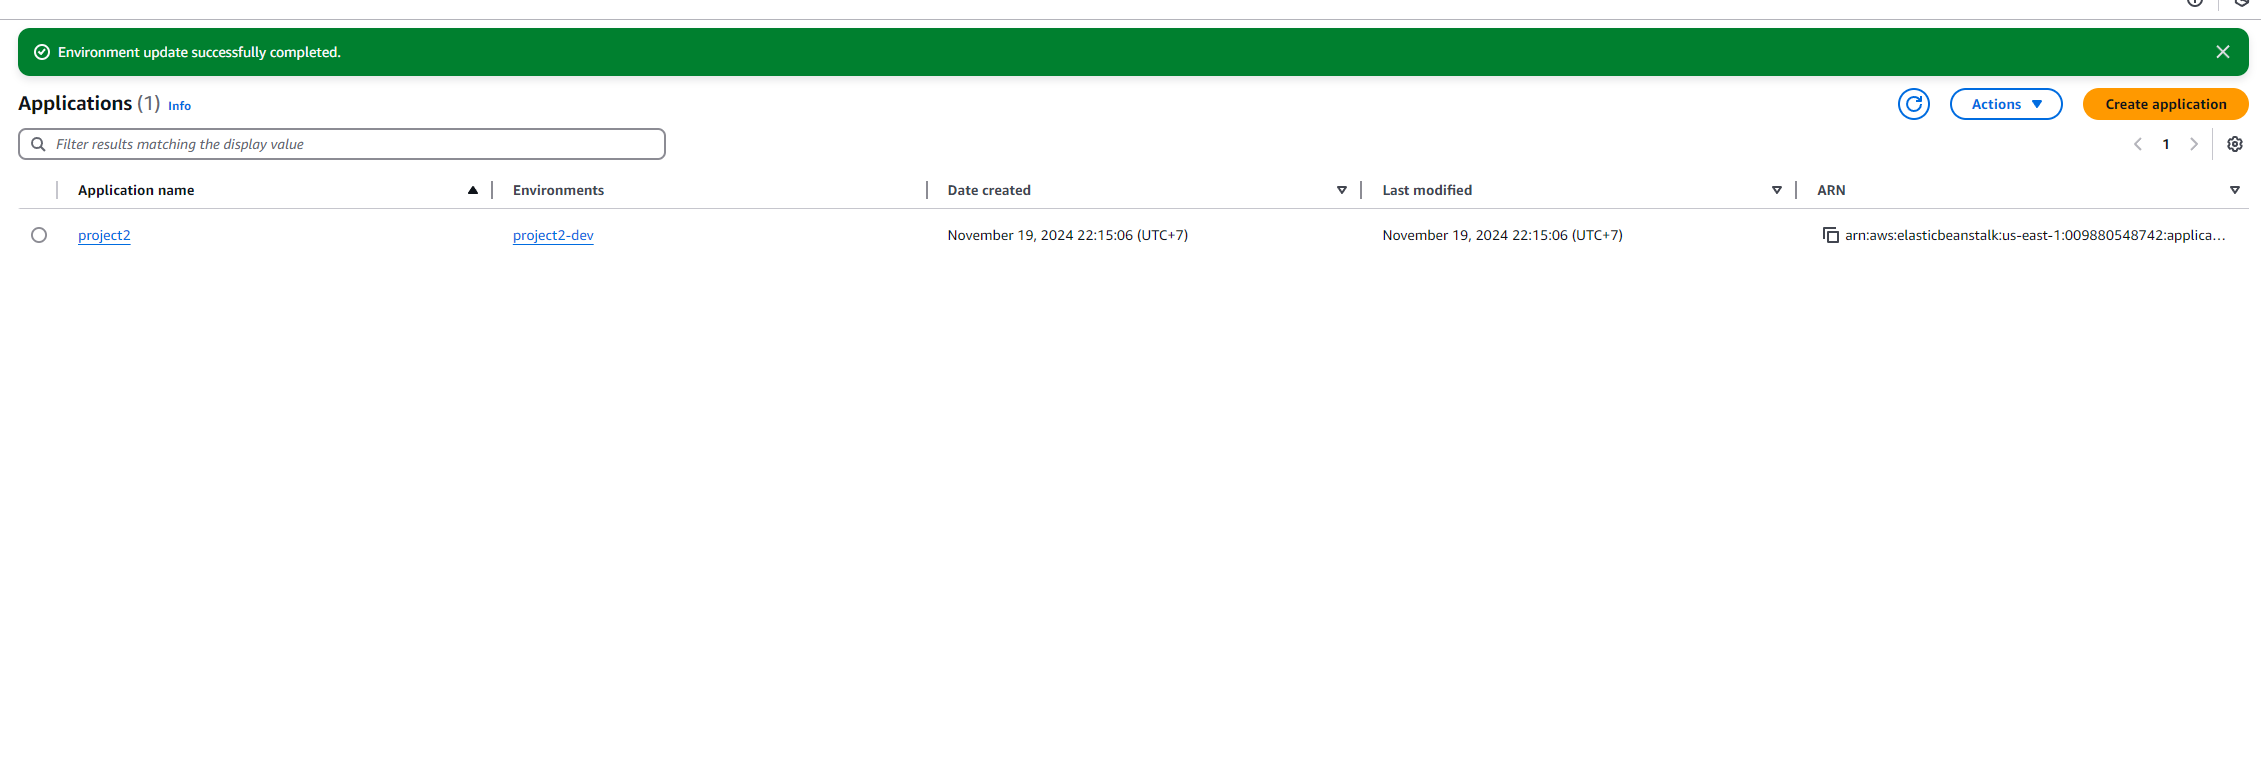 Environment update successfully completed.
Applications (1) Info
Actions
Create application
Filter results matching the display value
1
Application name Environments Date created Last modified ARN
project2 project2-dev November 19, 2024 22:15:06 (UTC+7) November 19, 2024 22:15:06 (UTC+7) arn:aws:elasticbeanstalk:us-east-1:009880548742:applica...